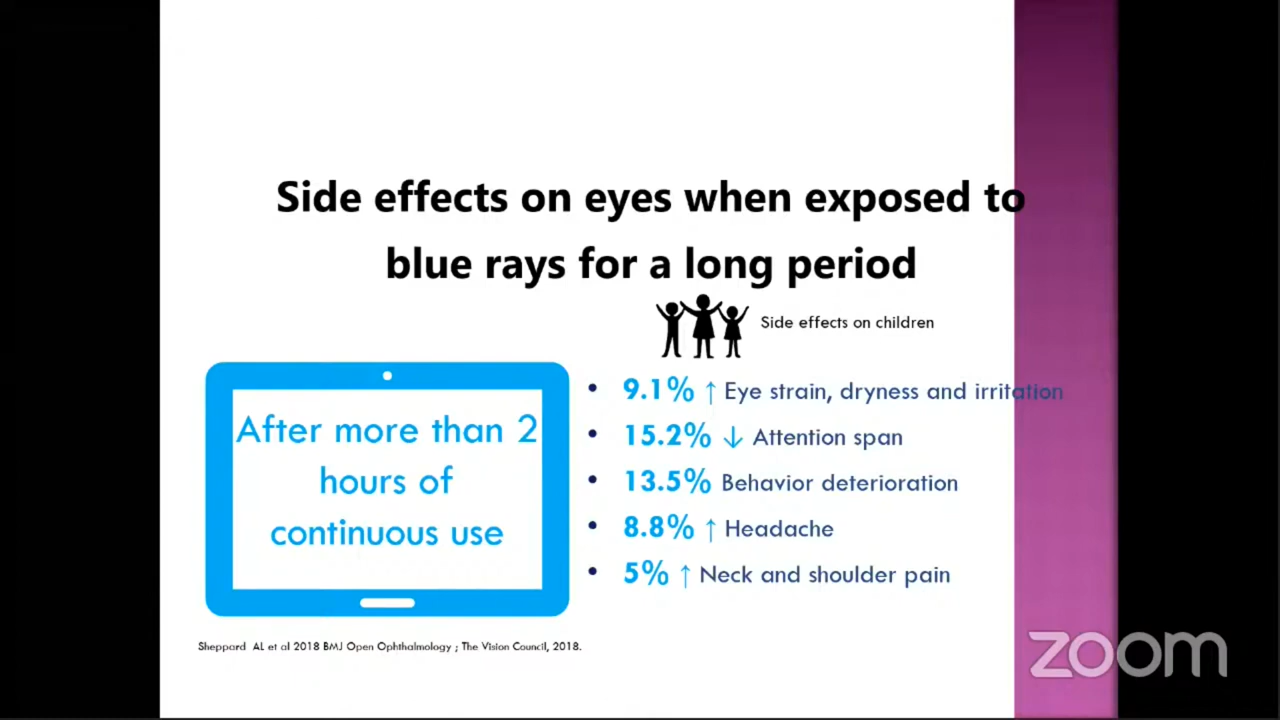 Side effects on eyes when exposed to
blue rays for a long period
Side effects on children
After more than 2
hours of
continuous use
• 9.1% ↑ Eye strain, dryness and irritation
• 15.2% ↓ Attention span
• 13.5% Behavior deterioration
• 8.8% ↑ Headache
• 5% ↑ Neck and shoulder pain
Sheppard AL et al 2018 BMJ Open Ophthalmology ; The Vision Council, 2018.
zoom